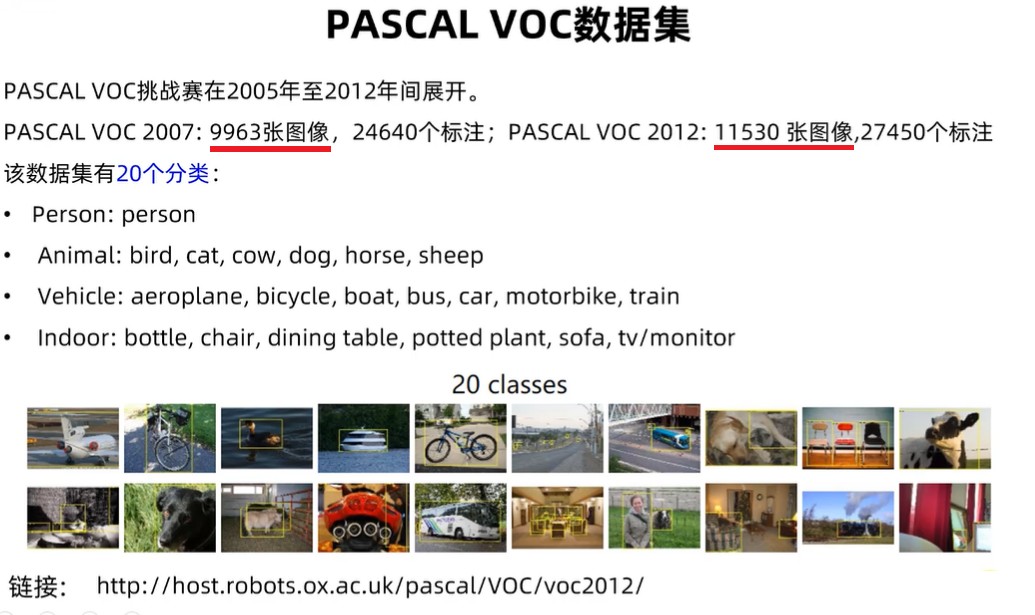 PASCAL VOC数据集
PASCAL VOC挑战赛在2005年至2012年间展开。
PASCAL VOC 2007: 9963张图像，24640个标注；PASCAL VOC 2012: 11530 张图像,27450个标注
该数据集有20个分类：
• Person: person
• Animal: bird, cat, cow, dog, horse, sheep
• Vehicle: aeroplane, bicycle, boat, bus, car, motorbike, train
• Indoor: bottle, chair, dining table, potted plant, sofa, tv/monitor
20 classes
链接： http://host.robots.ox.ac.uk/pascal/VOC/voc2012/